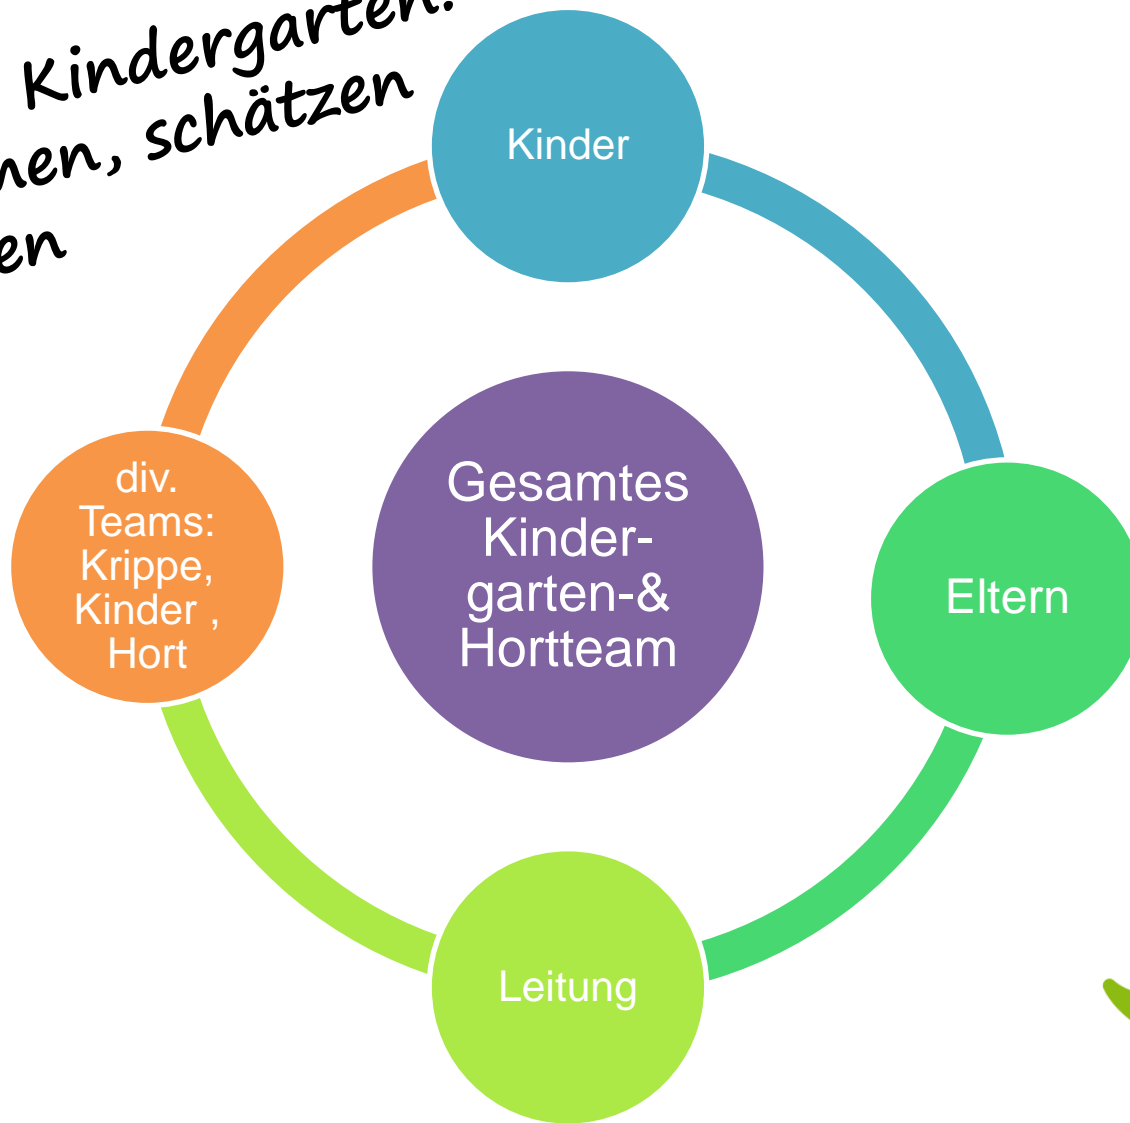 Kindergarten.
schätzen
Kinder
div.
Teams:
Krippe,
Kinder ,
Hort
Gesamtes
Kinder-
garten-&
Hortteam
Eltern
Leitung